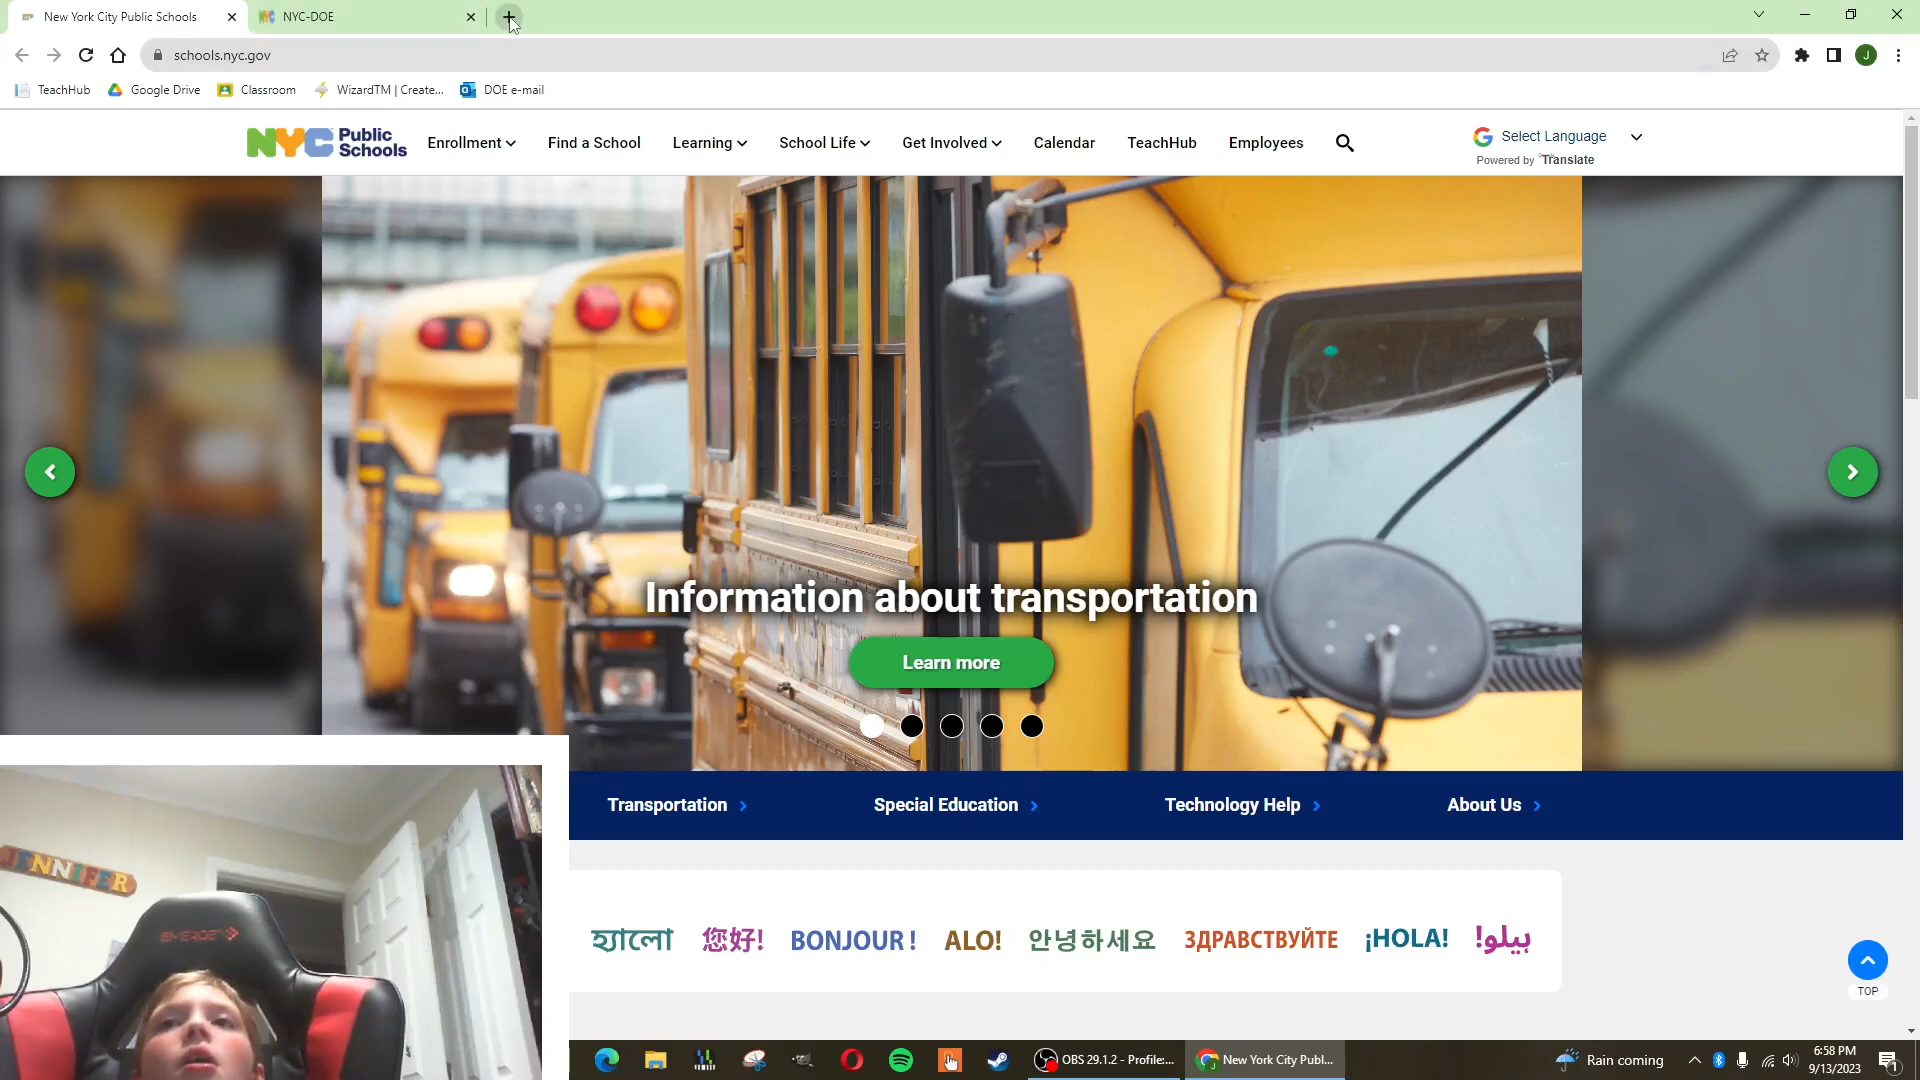 New York City Public Schools
NYC-DOE
schools.nyc.gov
J
TeachHub
Google Drive
Classroom
WizardTM | Create...
DOE e-mail
NYC Public Schools
Enrollment
Find a School
Learning
School Life
Get Involved
Calendar
TeachHub
Employees
Select Language
Powered by Translate
Information about transportation
Learn more
Transportation
Special Education
Technology Help
About Us
হ্যালো
您好!
BONJOUR !
ALO!
안녕하세요
ЗДРАВСТВУЙТЕ
¡HOLA!
ہیلو!
TOP
JENNIFER
EMERGE
OBS 29.1.2 - Profile:...
New York City Publ...
Rain coming
6:58 PM
9/13/2023
1